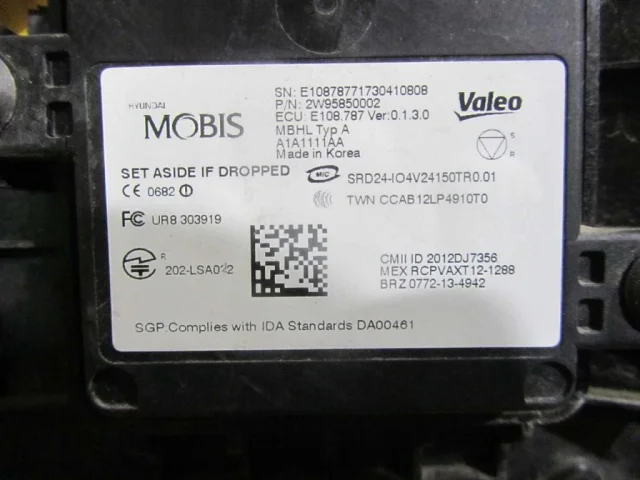 SN: E10878771730410808
P/N: 2W95850002
ECU: E108.787 Ver:0.1.3.0
MBHL Typ A
A1A1111AA
Made in Korea
HYUNDAI
MOBIS
Valeo
S
R
SET ASIDE IF DROPPED
CE 0682
MIC
SRD24-IO4V24150TR0.01
TWN CCAB12LP4910T0
FC UR8 303919
R
CMII ID 2012DJ7356
MEX RCPVAXT12-1288
BRZ 0772-13-4942
SGP.Complies with IDA Standards DA00461